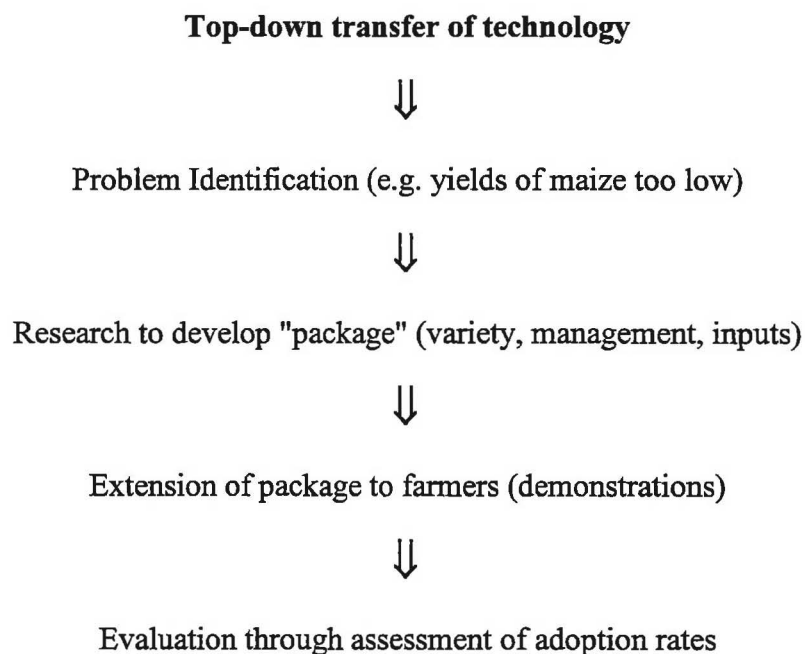 Top-down transfer of technology
⇓
Problem Identification (e.g. yields of maize too low)
⇓
Research to develop "package" (variety, management, inputs)
⇓
Extension of package to farmers (demonstrations)
⇓
Evaluation through assessment of adoption rates